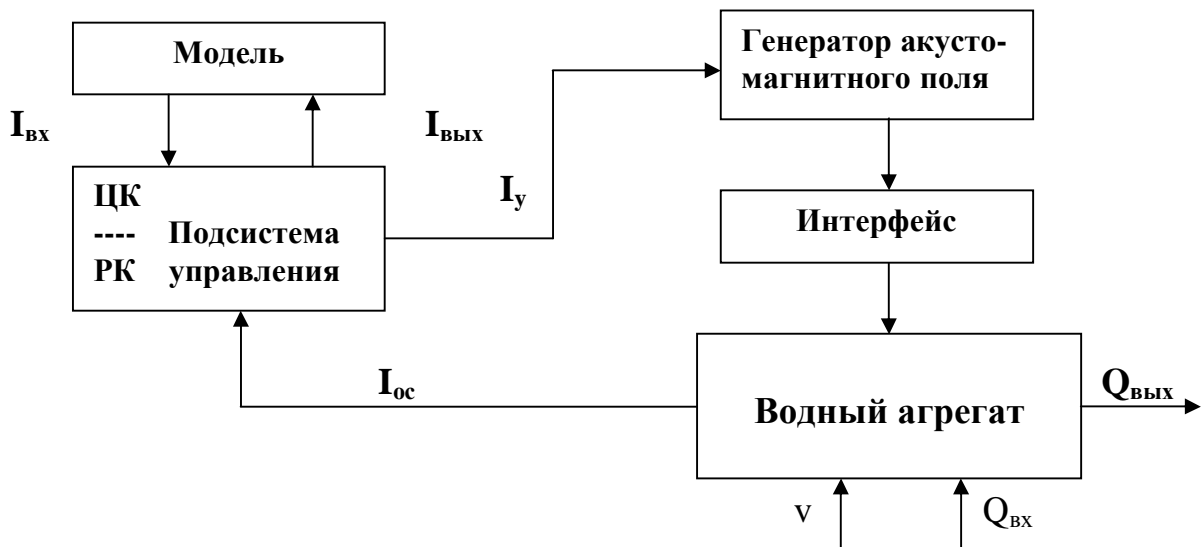 Модель
Генератор акусто-
магнитного поля
Iвх
Iвых
ЦК
---- Подсистема
РК управления
Iу
Интерфейс
Iос
Водный агрегат
Qвых
v
Qвх